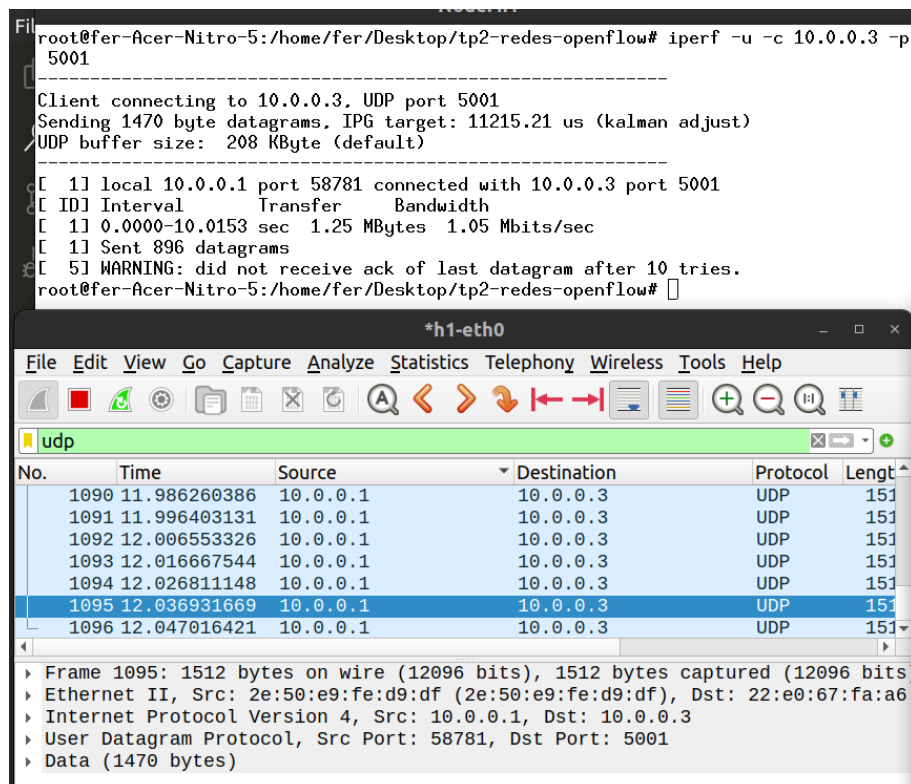 Fil
root@fer-Acer-Nitro-5:/home/fer/Desktop/tp2-redes-openflow# iperf -u -c 10.0.0.3 -p
5001
------------------------------------------------------------
Client connecting to 10.0.0.3, UDP port 5001
Sending 1470 byte datagrams, IPG target: 11215.21 us (kalman adjust)
UDP buffer size:  208 KByte (default)
------------------------------------------------------------
[  1] local 10.0.0.1 port 58781 connected with 10.0.0.3 port 5001
[ ID] Interval       Transfer     Bandwidth
[  1] 0.0000-10.0153 sec  1.25 MBytes  1.05 Mbits/sec
[  1] Sent 896 datagrams
[  5] WARNING: did not receive ack of last datagram after 10 tries.
root@fer-Acer-Nitro-5:/home/fer/Desktop/tp2-redes-openflow#
*h1-eth0
File Edit View Go Capture Analyze Statistics Telephony Wireless Tools Help
udp
No. Time Source Destination Protocol Lengt
1090 11.986260386 10.0.0.1 10.0.0.3 UDP 151
1091 11.996403131 10.0.0.1 10.0.0.3 UDP 151
1092 12.006553326 10.0.0.1 10.0.0.3 UDP 151
1093 12.016667544 10.0.0.1 10.0.0.3 UDP 151
1094 12.026811148 10.0.0.1 10.0.0.3 UDP 151
1095 12.036931669 10.0.0.1 10.0.0.3 UDP 151
1096 12.047016421 10.0.0.1 10.0.0.3 UDP 151
Frame 1095: 1512 bytes on wire (12096 bits), 1512 bytes captured (12096 bits
Ethernet II, Src: 2e:50:e9:fe:d9:df (2e:50:e9:fe:d9:df), Dst: 22:e0:67:fa:a6
Internet Protocol Version 4, Src: 10.0.0.1, Dst: 10.0.0.3
User Datagram Protocol, Src Port: 58781, Dst Port: 5001
Data (1470 bytes)